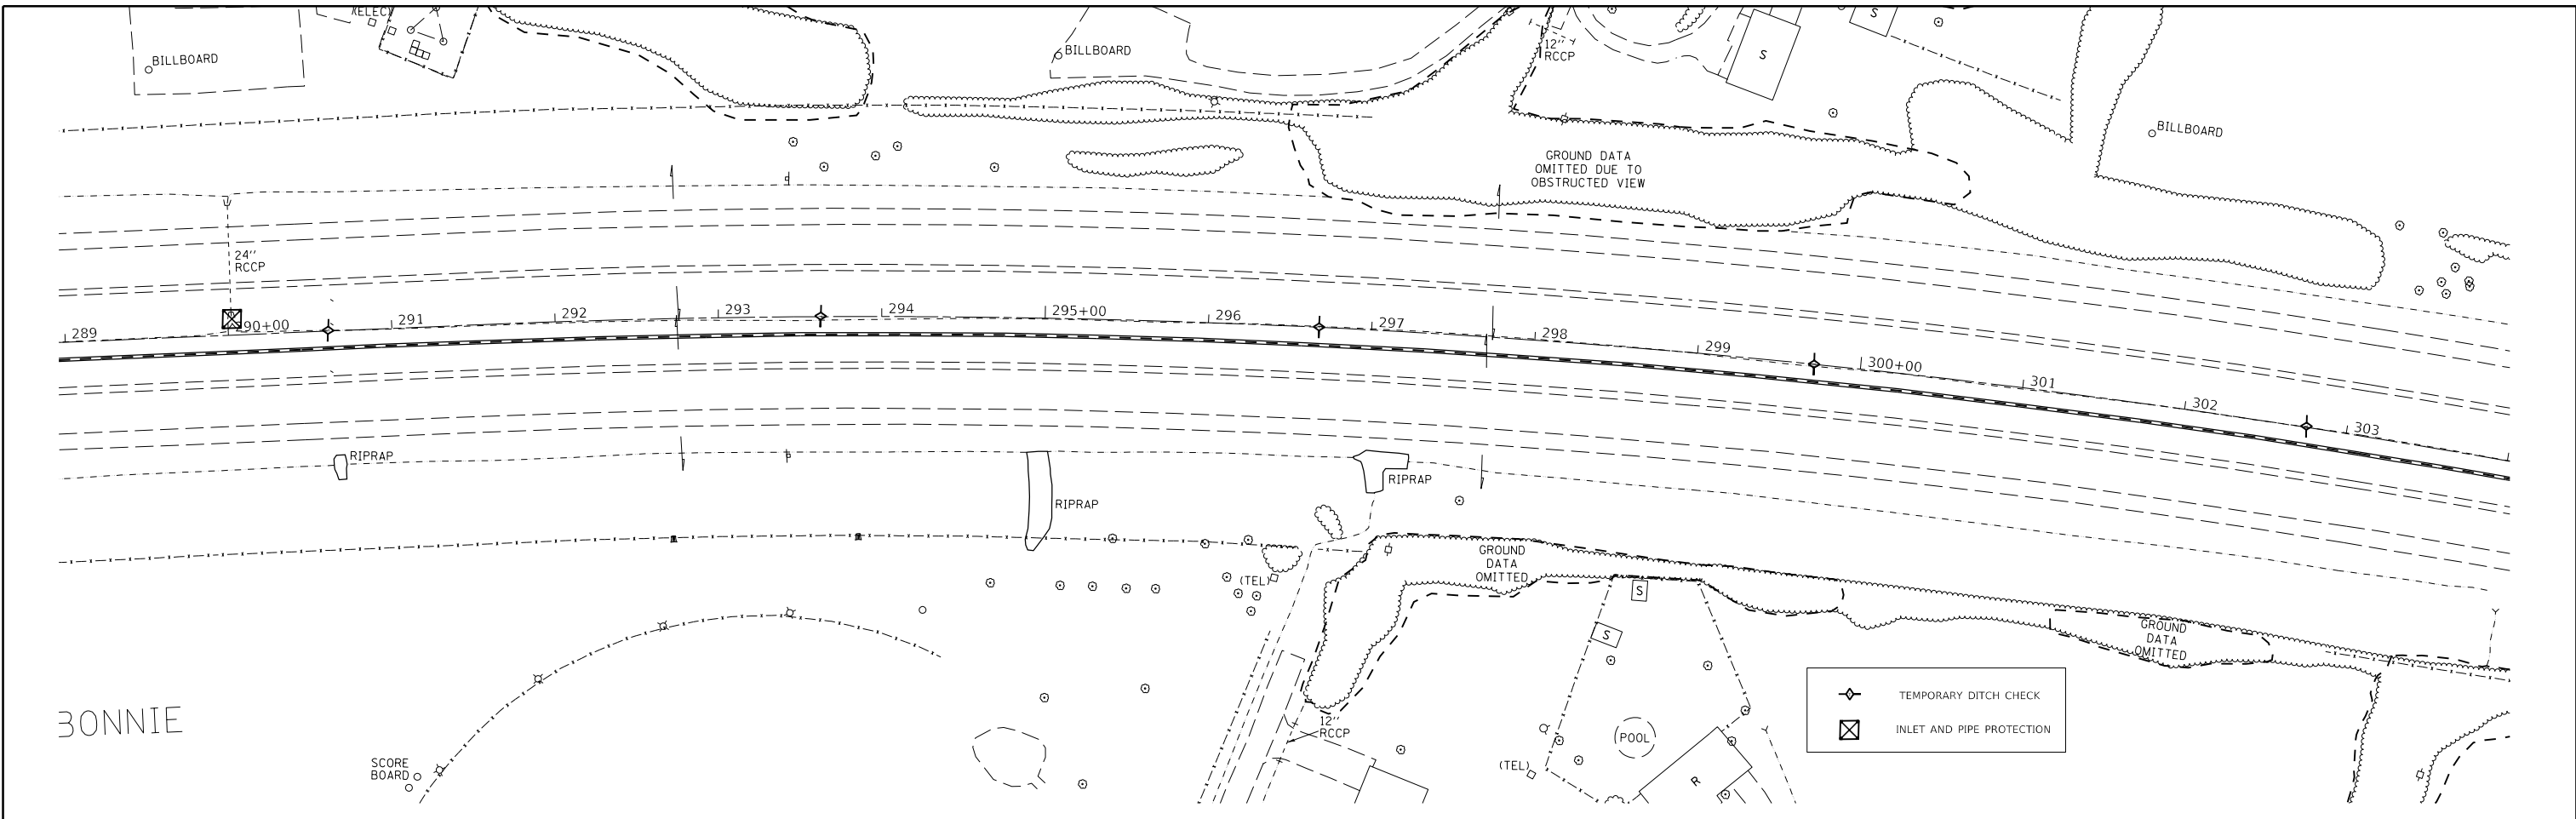 (ELEC)
BILLBOARD
BILLBOARD
12"
RCCP
S
S
BILLBOARD
GROUND DATA
OMITTED DUE TO
OBSTRUCTED VIEW
24"
RCCP
289
90+00
291
292
293
294
295+00
296
297
298
299
300+00
301
302
303
RIPRAP
RIPRAP
RIPRAP
(TEL)
GROUND
DATA
OMITTED
S
S
GROUND
DATA
OMITTED
BONNIE
SCORE
BOARD
12"
RCCP
POOL
(TEL)
R
TEMPORARY DITCH CHECK
INLET AND PIPE PROTECTION